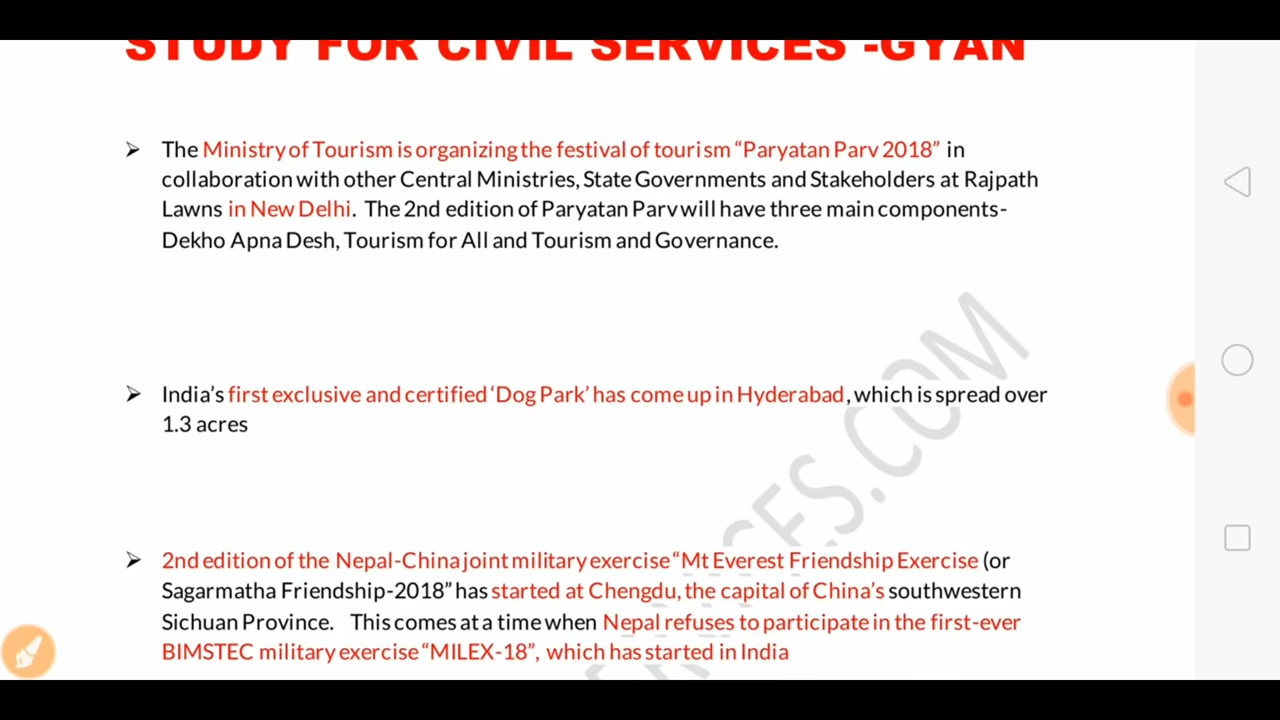 STUDY FOR CIVIL SERVICES -GYAN
The Ministry of Tourism is organizing the festival of tourism “Paryatan Parv 2018” in
collaboration with other Central Ministries, State Governments and Stakeholders at Rajpath
Lawns in New Delhi. The 2nd edition of Paryatan Parv will have three main components-
Dekho Apna Desh, Tourism for All and Tourism and Governance.
India’s first exclusive and certified ‘Dog Park’ has come up in Hyderabad, which is spread over
1.3 acres
2nd edition of the Nepal-China joint military exercise “Mt Everest Friendship Exercise (or
Sagarmatha Friendship-2018” has started at Chengdu, the capital of China’s southwestern
Sichuan Province. This comes at a time when Nepal refuses to participate in the first-ever
BIMSTEC military exercise “MILEX-18”, which has started in India